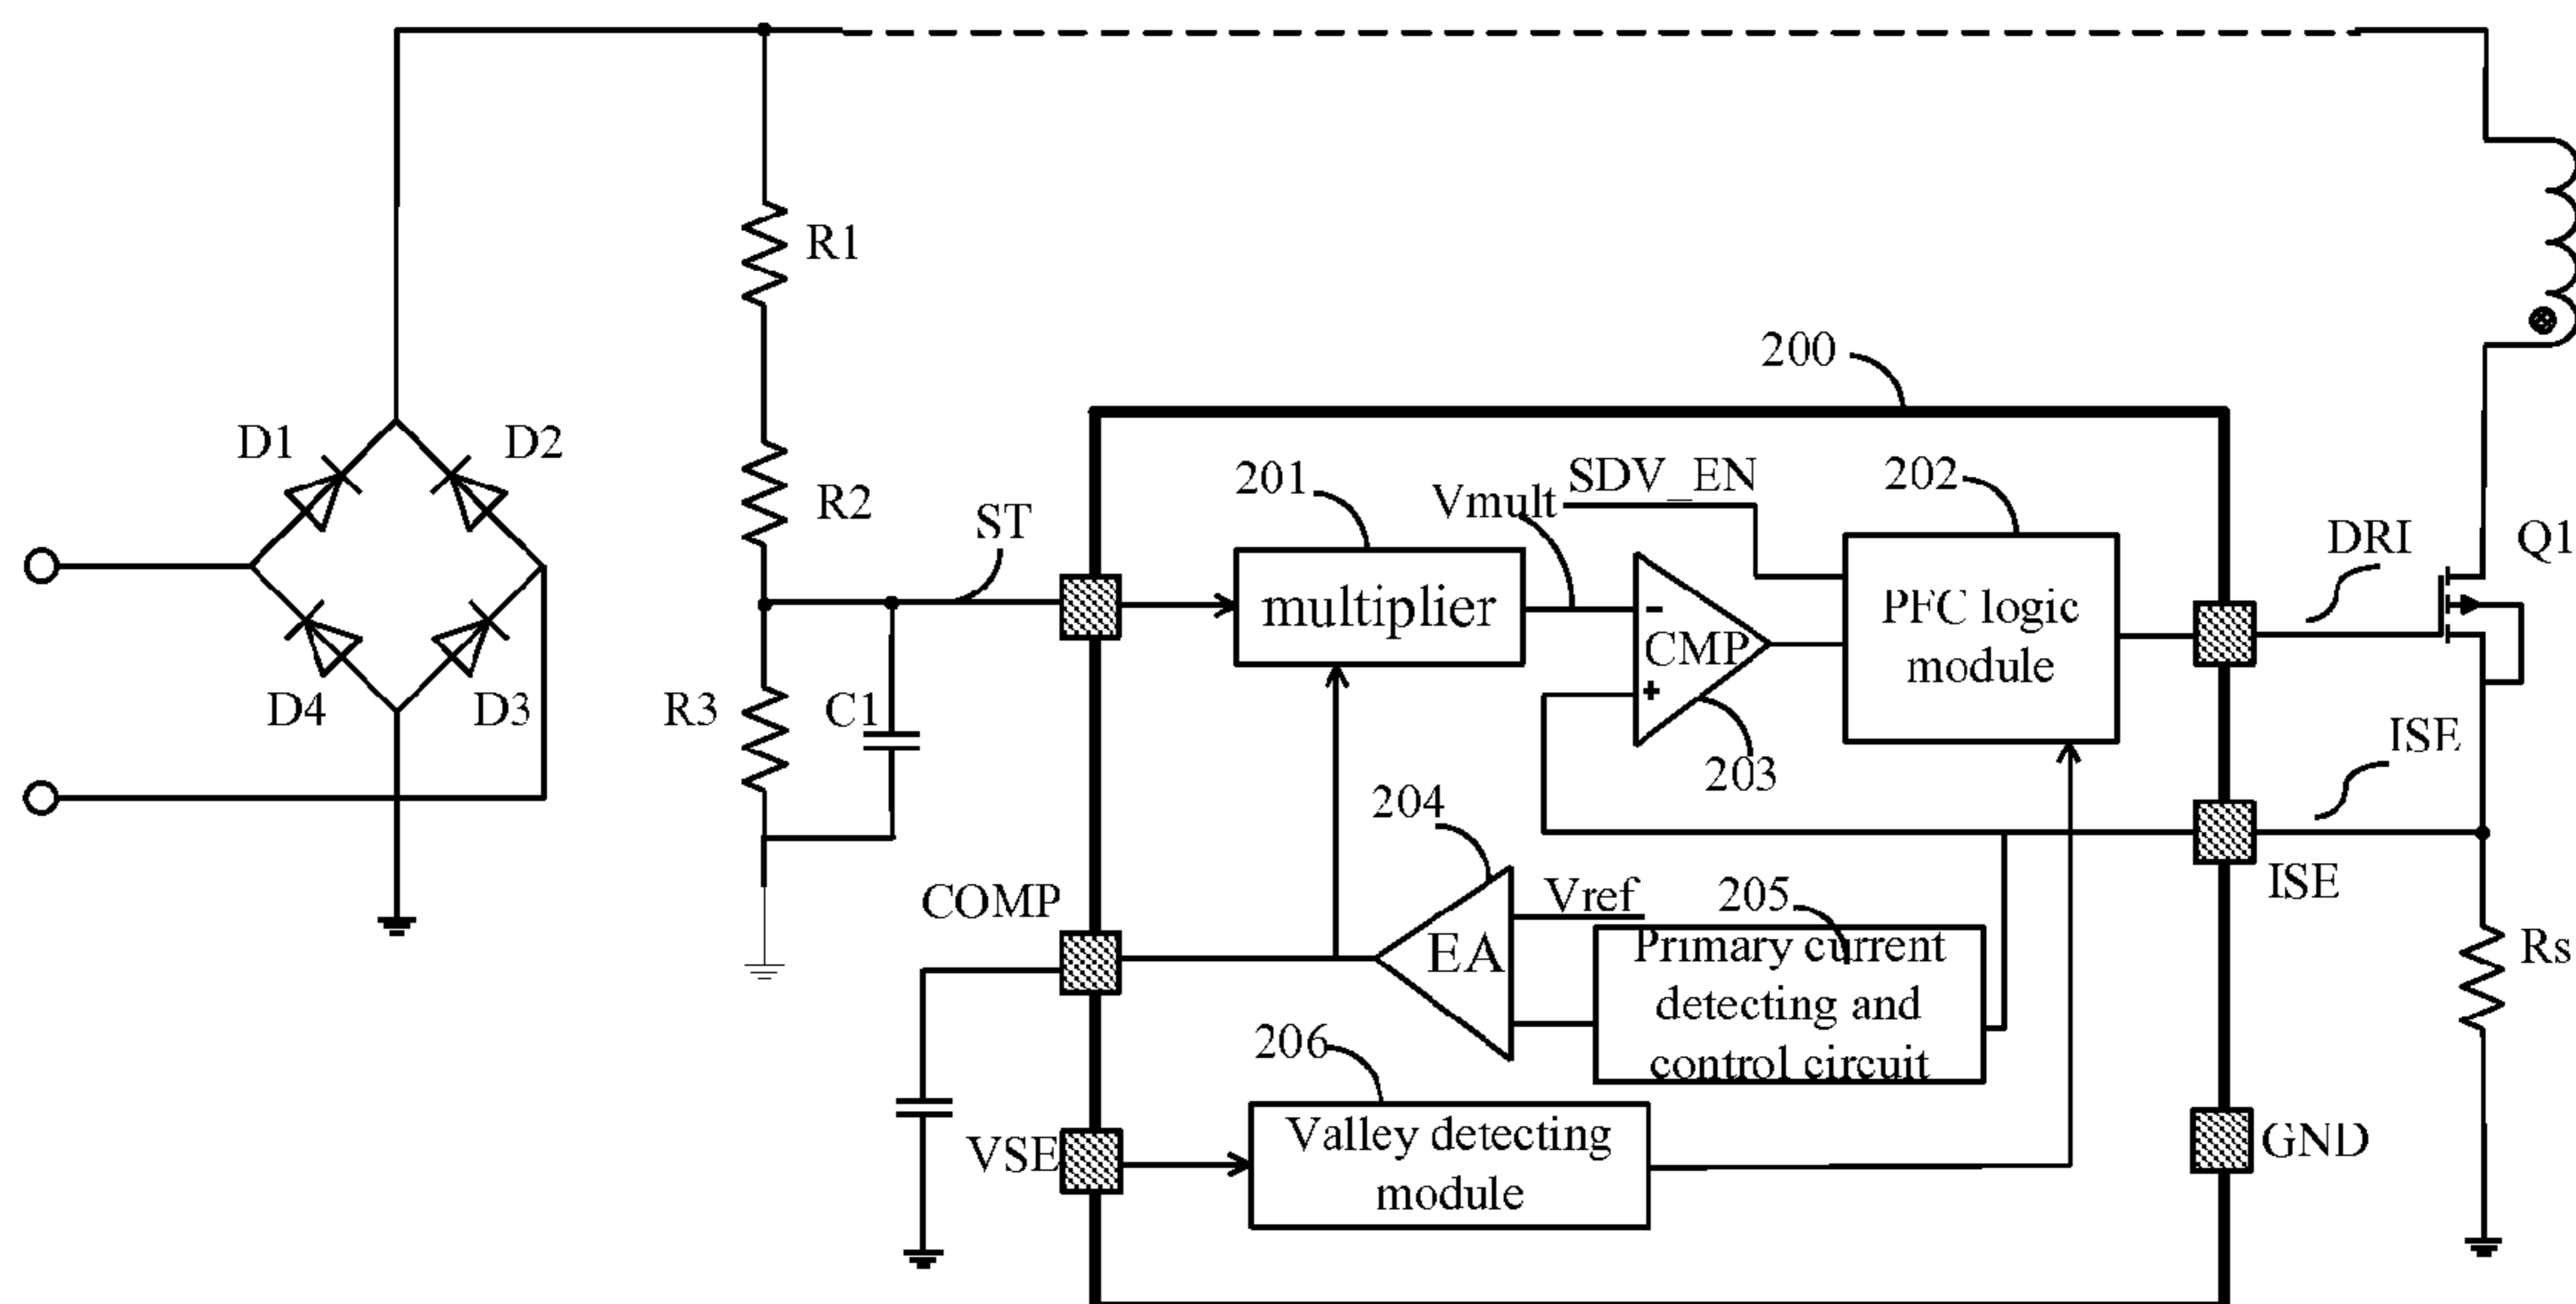 R1
200
D1
D2
201
SDV_EN
202
Vmult
R2
ST
DRI
Q1
multiplier
-
CMP
+
PFC logic
module
D4
D3
R3
C1
203
ISE
204
COMP
Vref
205
ISE
EA
Primary current
detecting and
control circuit
Rs
206
VSE
Valley detecting
module
GND